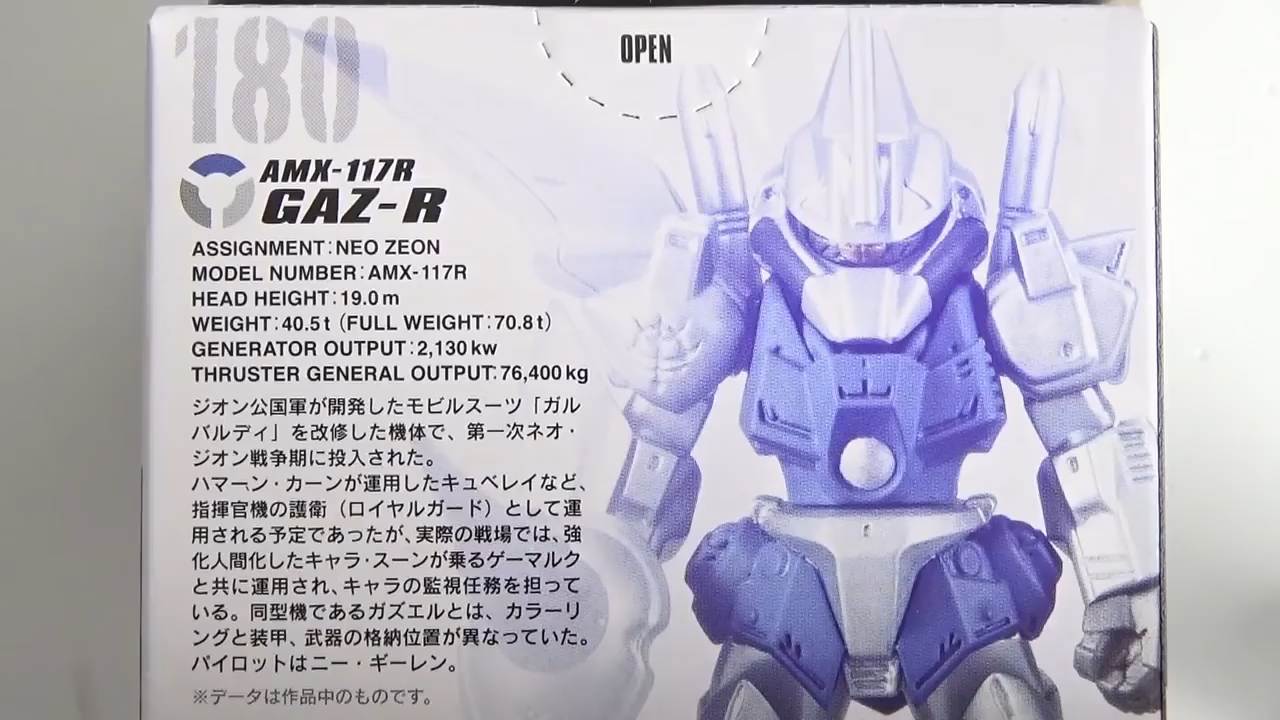 180
OPEN
AMX-117R
GAZ-R
ASSIGNMENT:NEO ZEON
MODEL NUMBER:AMX-117R
HEAD HEIGHT:19.0m
WEIGHT:40.5t (FULL WEIGHT:70.8t)
GENERATOR OUTPUT:2,130kw
THRUSTER GENERAL OUTPUT:76,400kg
ジオン公国軍が開発したモビルスーツ「ガル
バルディ」を改修した機体で、第一次ネオ・
ジオン戦争期に投入された。
ハマーン・カーンが運用したキュベレイなど、
指揮官機の護衛（ロイヤルガード）として運
用される予定であったが、実際の戦場では、強
化人間化したキャラ・スーンが乗るゲーマルク
と共に運用され、キャラの監視任務を担って
いる。同型機であるガズエルとは、カラーリ
ングと装甲、武器の格納位置が異なっていた。
パイロットはニー・ギーレン。
※データは作品中のものです。